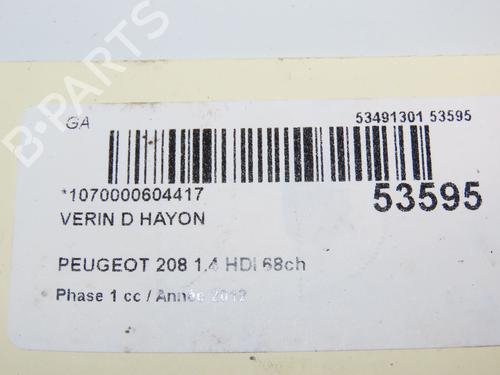 GA
53491301 53595
*1070000604417
53595
VERIN D HAYON
PEUGEOT 208 1.4 HDI 68ch
Phase 1 cc / Année 2012
B-PARTS